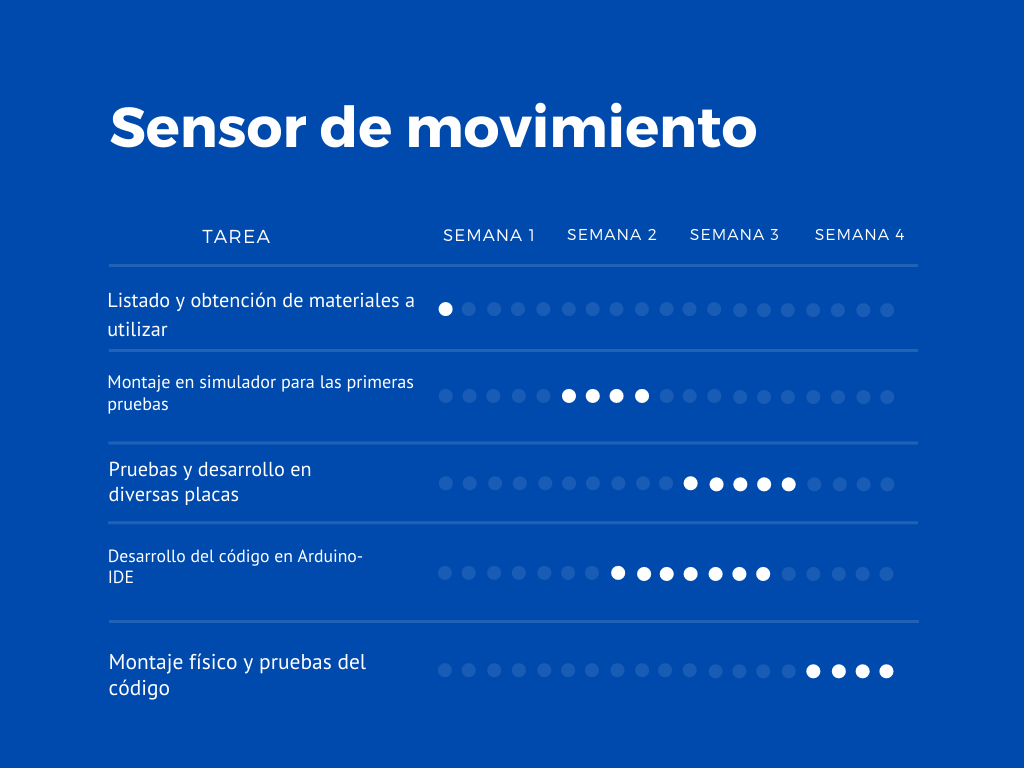 Sensor de movimiento
TAREA
SEMANA 1
SEMANA 2
SEMANA 3
SEMANA 4
Listado y obtención de materiales a
utilizar
Montaje en simulador para las primeras
pruebas
Pruebas y desarrollo en
diversas placas
Desarrollo del código en Arduino-
IDE
Montaje físico y pruebas del
código